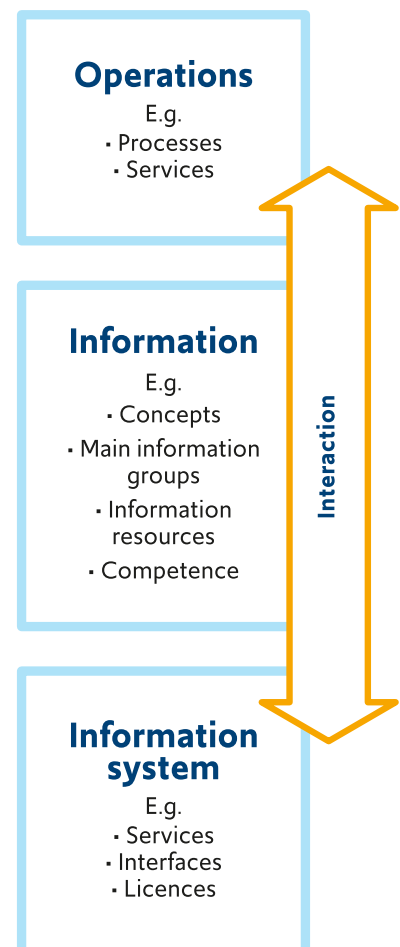 Operations
E.g.
▪ Processes
▪ Services
Information
E.g.
▪ Concepts
▪ Main information
groups
▪ Information
resources
▪ Competence
Interaction
Information
system
E.g.
▪ Services
▪ Interfaces
▪ Licences